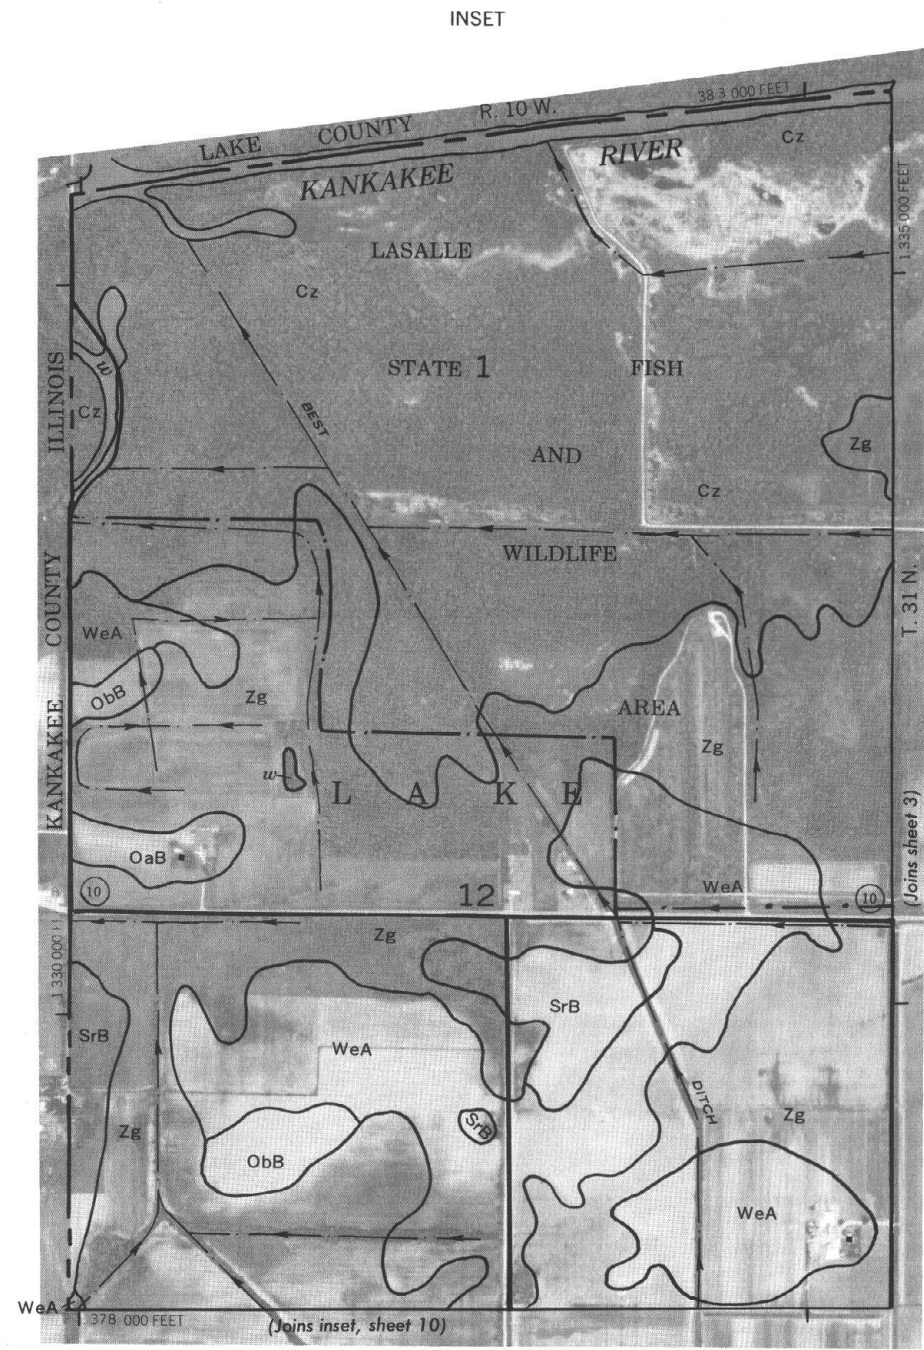 INSET
LAKE COUNTY R. 10 W. 383 000 FEET
KANKAKEE RIVER
Cz
1 335 000 FEET
LASALLE
Cz
STATE 1 FISH
ILLINOIS
w
Cz
BEST
Zg
AND
Cz
WILDLIFE
T. 31 N.
KANKAKEE COUNTY
WeA
ObB
Zg
AREA
Zg
w
L A K E
OaB
(Joins sheet 3)
10
12
WeA
10
1 330 000 F
Zg
SrB
SrB
WeA
DITCH
Zg
SrB
Zg
ObB
WeA
WeA
378 000 FEET
(Joins inset, sheet 10)